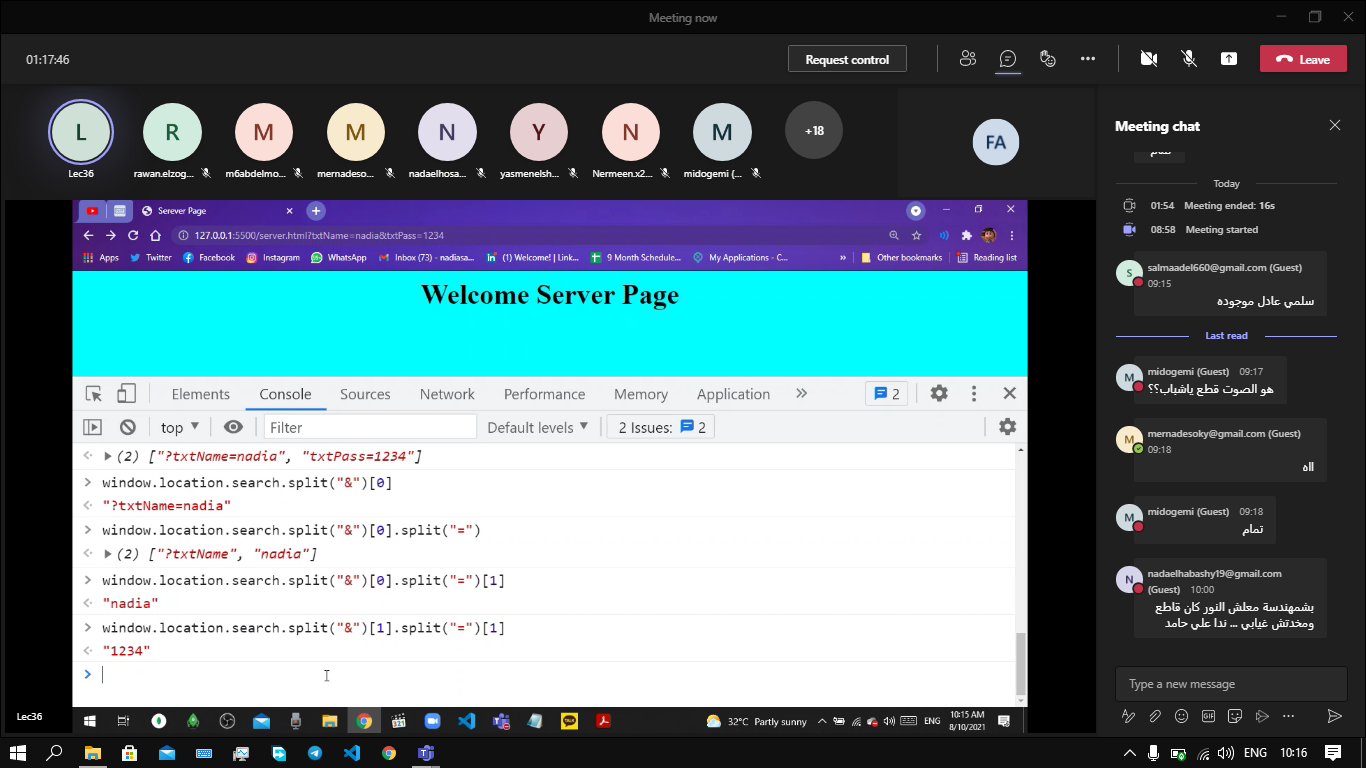 Meeting now
01:17:46
Request control
Leave
L
R
M
M
N
Y
N
M
+18
FA
Lec36
rawan.elzog...
m6abdelmo...
mernadeso...
nadaelhosa...
yasmenelsh...
Nermeen.x2...
midogemi (...
Serever Page
127.0.0.1:5500/server.html?txtName=nadia&txtPass=1234
Apps
Twitter
Facebook
Instagram
WhatsApp
Inbox (73) - nadiasa...
(1) Welcome! | Link...
9 Month Schedule...
My Applications - C...
»
Other bookmarks
Reading list
Welcome Server Page
Elements
Console
Sources
Network
Performance
Memory
Application
2
top
Filter
Default levels
2 Issues:
2
(2) ["?txtName=nadia", "txtPass=1234"]
window.location.search.split("&")[0]
"?txtName=nadia"
window.location.search.split("&")[0].split("=")
(2) ["?txtName", "nadia"]
window.location.search.split("&")[0].split("=")[1]
"nadia"
window.location.search.split("&")[1].split("=")[1]
"1234"
Lec36
32°C Partly sunny
ENG
10:15 AM
8/10/2021
Meeting chat
Today
01:54 Meeting ended: 16s
08:58 Meeting started
S
salmaadel660@gmail.com (Guest)
09:15
سلمي عادل موجوده
Last read
M
midogemi (Guest) 09:17
هو الصوت قطع ياشباب؟؟
M
mernadesoky@gmail.com (Guest)
09:18
ااه
M
midogemi (Guest) 09:18
تمام
N
nadaelhabashy19@gmail.com
(Guest) 10:00
بشمهندسة معلش النور كان قاطع
ومخدتش غيابي ... ندا علي حامد
Type a new message
GIF
ENG
10:16